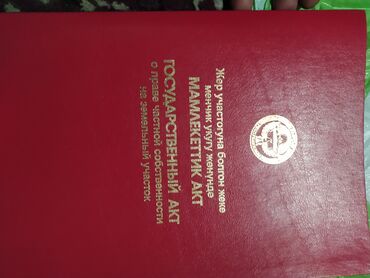 Жер участогуна болгон жеке
менчик укугу жөнүндө
МАМЛЕКЕТТИК АКТ
ГОСУДАРСТВЕННЫЙ АКТ
о праве частной собственности
на земельный участок